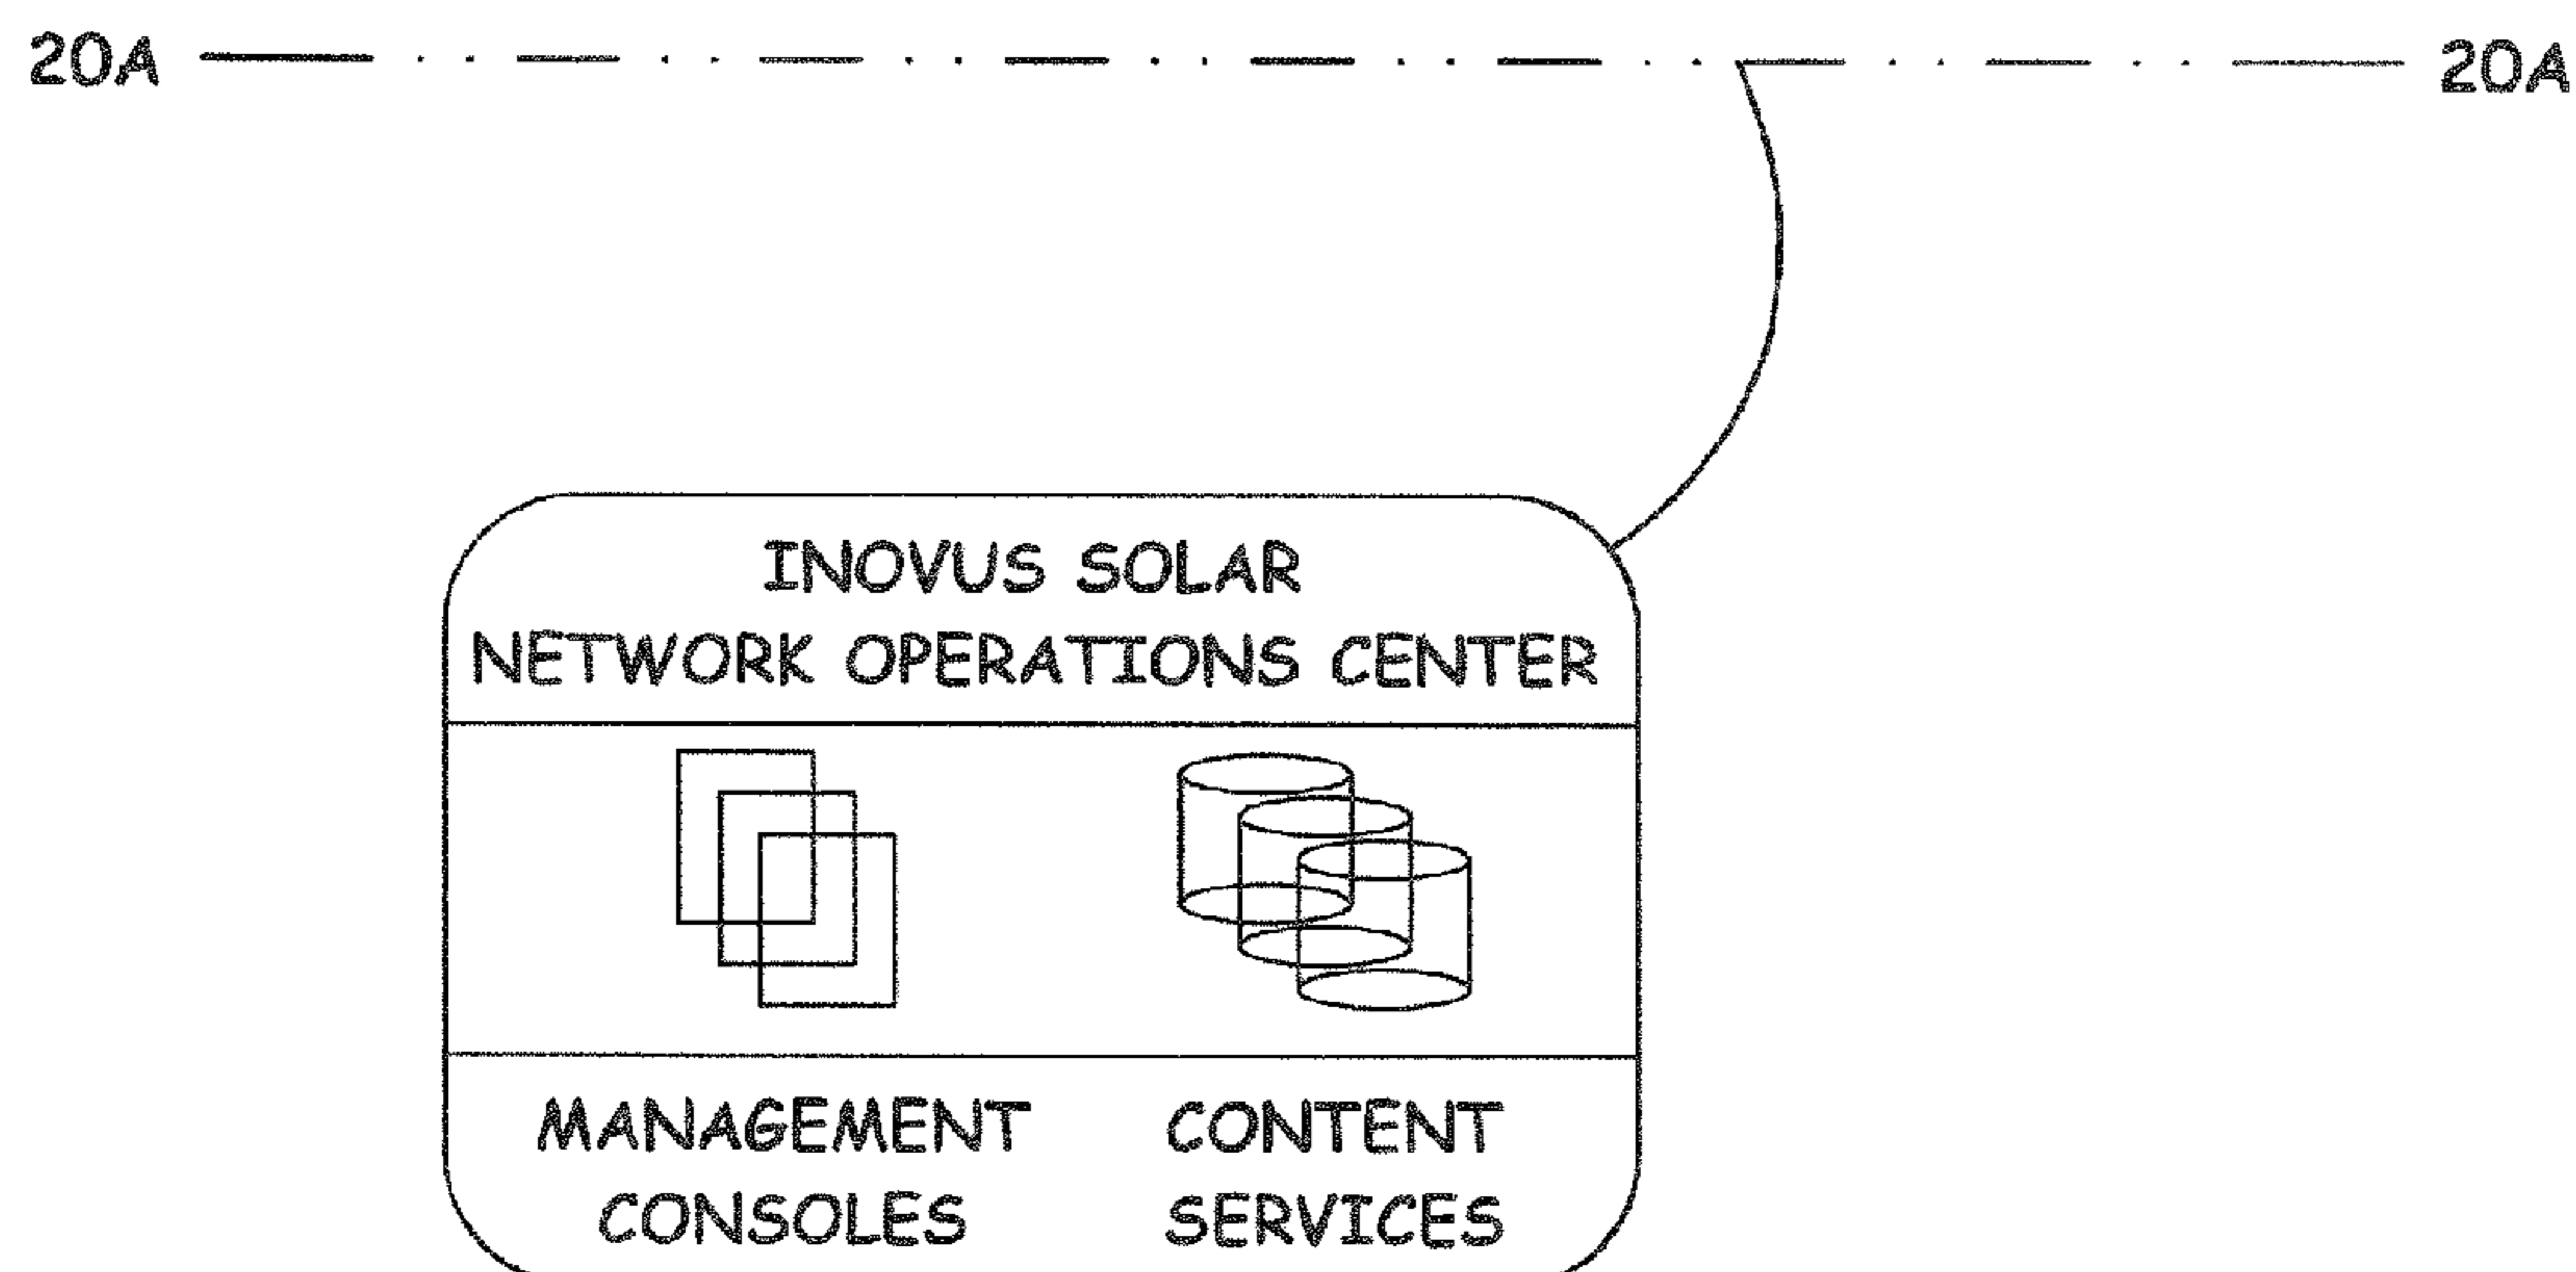 20A 20A
INOVUS SOLAR
NETWORK OPERATIONS CENTER
MANAGEMENT CONTENT
CONSOLES SERVICES